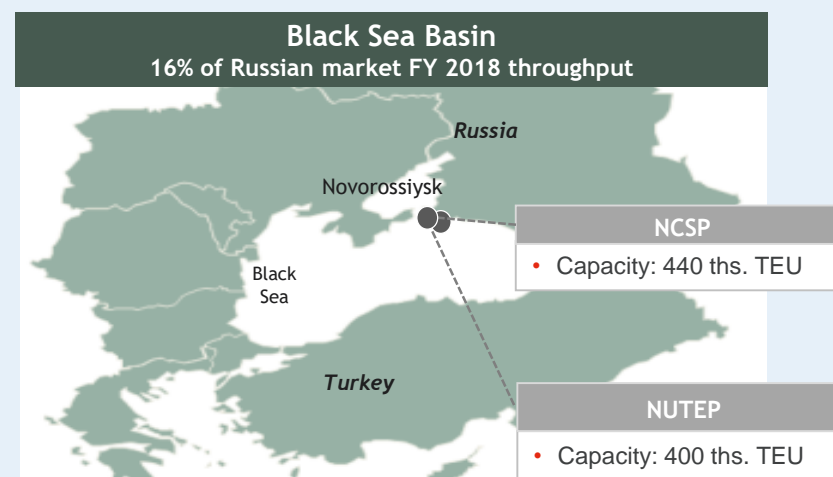 Black Sea Basin
16% of Russian market FY 2018 throughput
Russia
Novorossiysk
NCSP
• Capacity: 440 ths. TEU
Black
Sea
Turkey
NUTEP
• Capacity: 400 ths. TEU